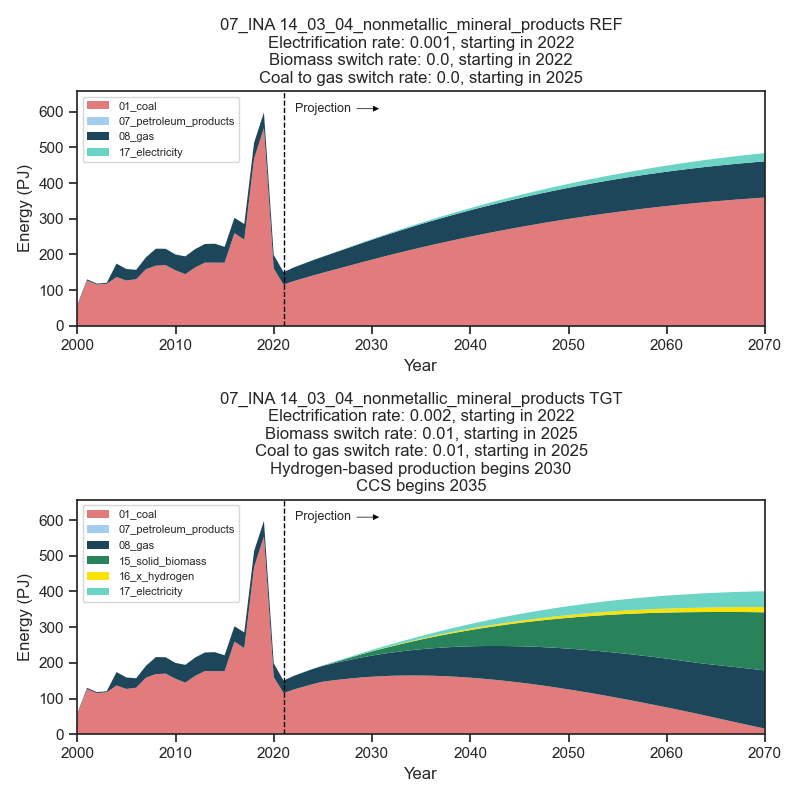 07_INA 14_03_04_nonmetallic_mineral_products REF
Electrification rate: 0.001, starting in 2022
Biomass switch rate: 0.0, starting in 2022
Coal to gas switch rate: 0.0, starting in 2025
01_coal
07_petroleum_products
08_gas
17_electricity
Projection
Energy (PJ)
600
500
400
300
200
100
0
2000 2010 2020 2030 2040 2050 2060 2070
Year
07_INA 14_03_04_nonmetallic_mineral_products TGT
Electrification rate: 0.002, starting in 2022
Biomass switch rate: 0.01, starting in 2025
Coal to gas switch rate: 0.01, starting in 2025
Hydrogen-based production begins 2030
CCS begins 2035
01_coal
07_petroleum_products
08_gas
15_solid_biomass
16_x_hydrogen
17_electricity
Projection
Energy (PJ)
600
500
400
300
200
100
0
2000 2010 2020 2030 2040 2050 2060 2070
Year